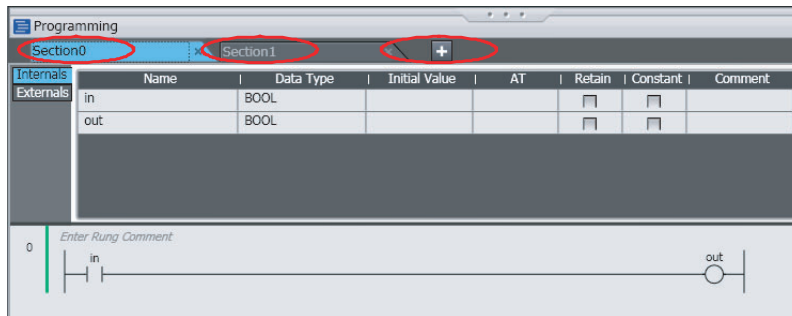 Programming
Section0 × Section1 × +
Internals
Externals
Name Data Type Initial Value AT Retain Constant Comment
in BOOL
out BOOL
0 Enter Rung Comment
in out